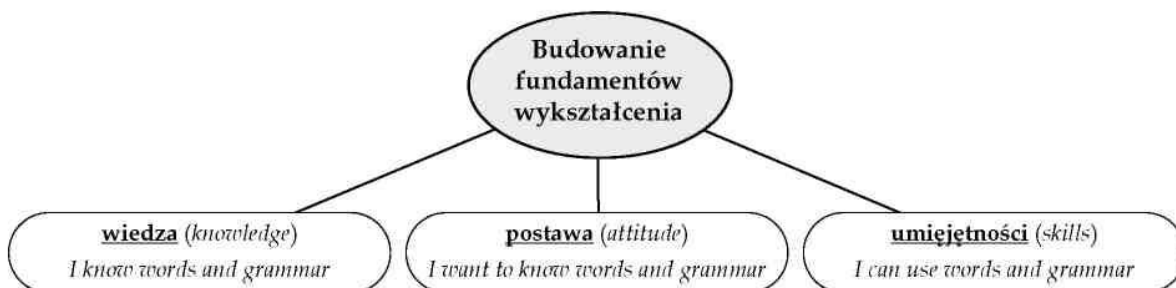 Budowanie
fundamentów
wykształcenia
wiedza (knowledge)
I know words and grammar
postawa (attitude)
I want to know words and grammar
umiejętności (skills)
I can use words and grammar